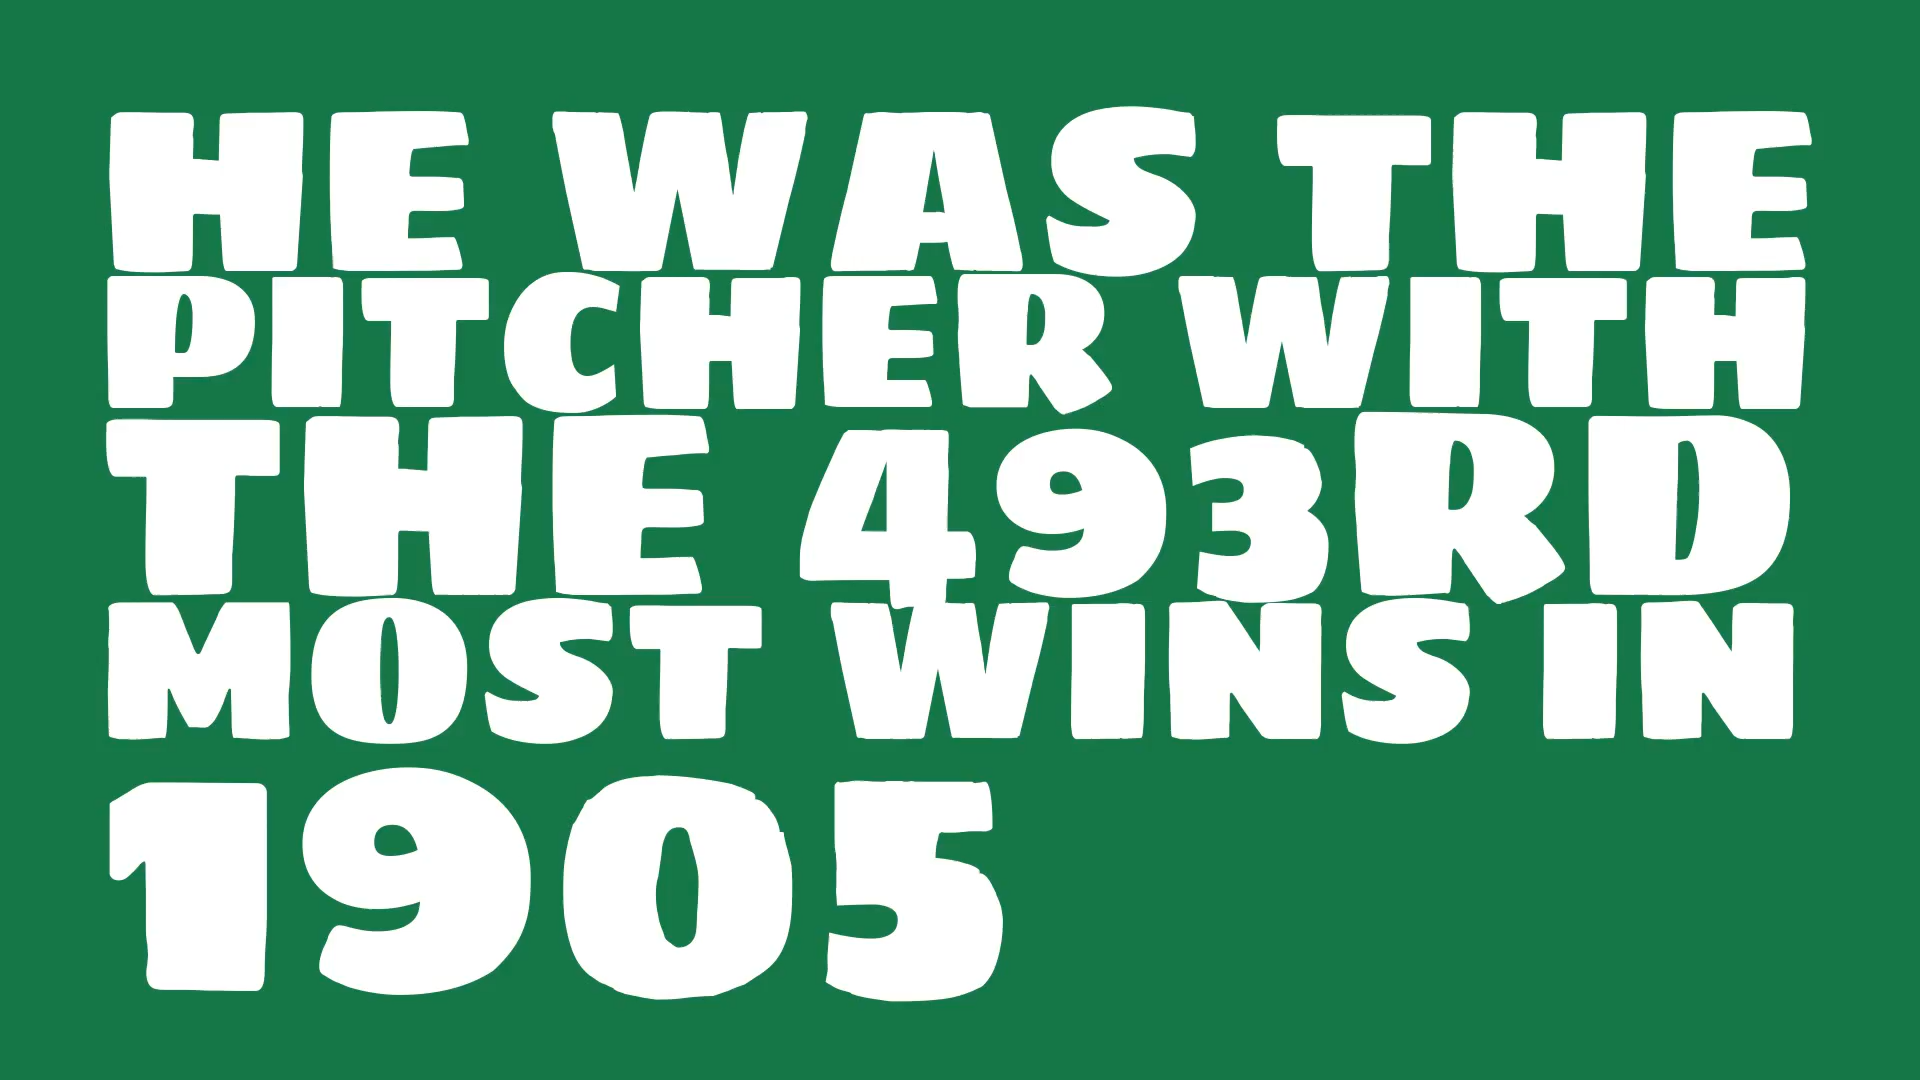 HE WAS THE
PITCHER WITH
THE 493RD
MOST WINS IN
1905